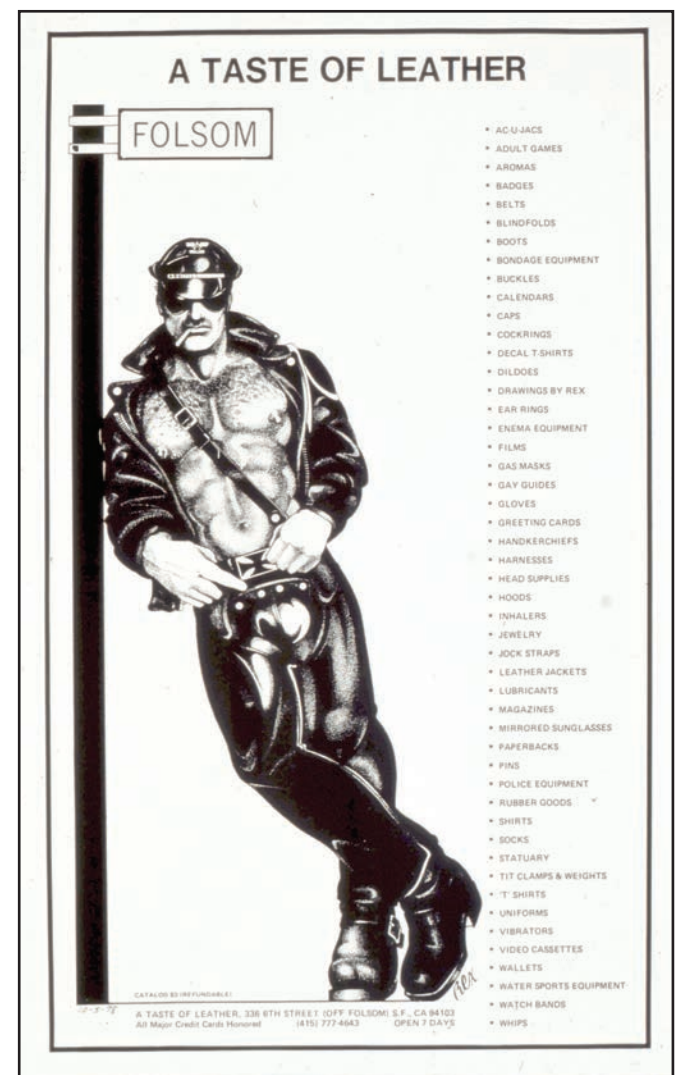 A TASTE OF LEATHER
FOLSOM
• AC-U-JACS
• ADULT GAMES
• AROMAS
• BADGES
• BELTS
• BLINDFOLDS
• BOOTS
• BONDAGE EQUIPMENT
• BUCKLES
• CALENDARS
• CAPS
• COCKRINGS
• DECAL T-SHIRTS
• DILDOES
• DRAWINGS BY REX
• EAR RINGS
• ENEMA EQUIPMENT
• FILMS
• GAS MASKS
• GAY GUIDES
• GLOVES
• GREETING CARDS
• HANDKERCHIEFS
• HARNESSES
• HEAD SUPPLIES
• HOODS
• INHALERS
• JEWELRY
• JOCK STRAPS
• LEATHER JACKETS
• LUBRICANTS
• MAGAZINES
• MIRRORED SUNGLASSES
• PAPERBACKS
• PINS
• POLICE EQUIPMENT
• RUBBER GOODS
• SHIRTS
• SOCKS
• STATUARY
• TIT CLAMPS & WEIGHTS
• 'T' SHIRTS
• UNIFORMS
• VIBRATORS
• VIDEO CASSETTES
• WALLETS
• WATER SPORTS EQUIPMENT
• WATCH BANDS
• WHIPS
Rex
CATALOG $3 (REFUNDABLE)
A TASTE OF LEATHER, 336 6TH STREET (OFF FOLSOM) S.F., CA 94103
All Major Credit Cards Honored (415) 777-4643 OPEN 7 DAYS